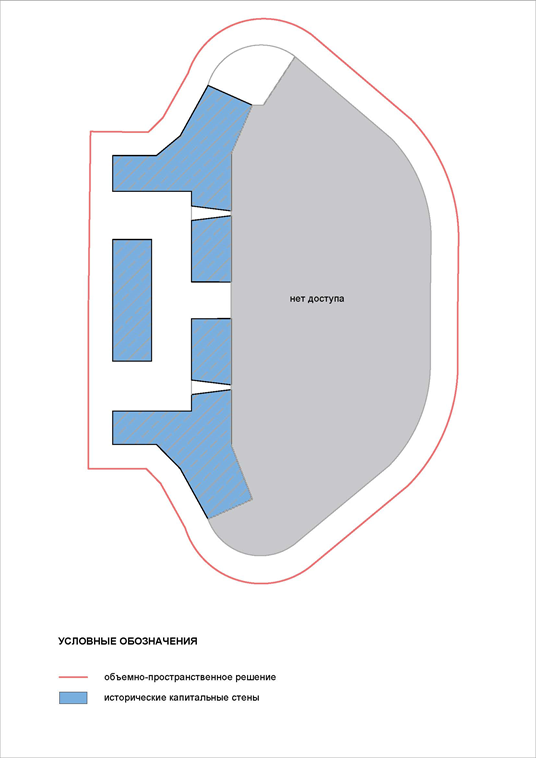 нет доступа
УСЛОВНЫЕ ОБОЗНАЧЕНИЯ
объемно-пространственное решение
исторические капитальные стены